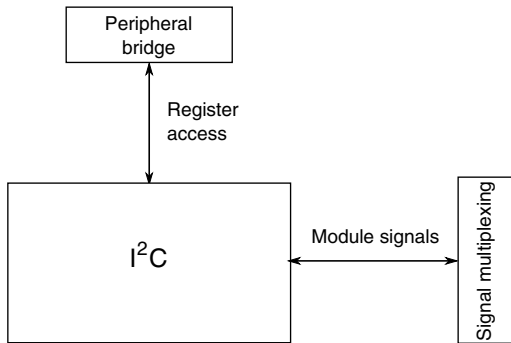 Peripheral
bridge
Register
access
I²C
Module signals
Signal multiplexing